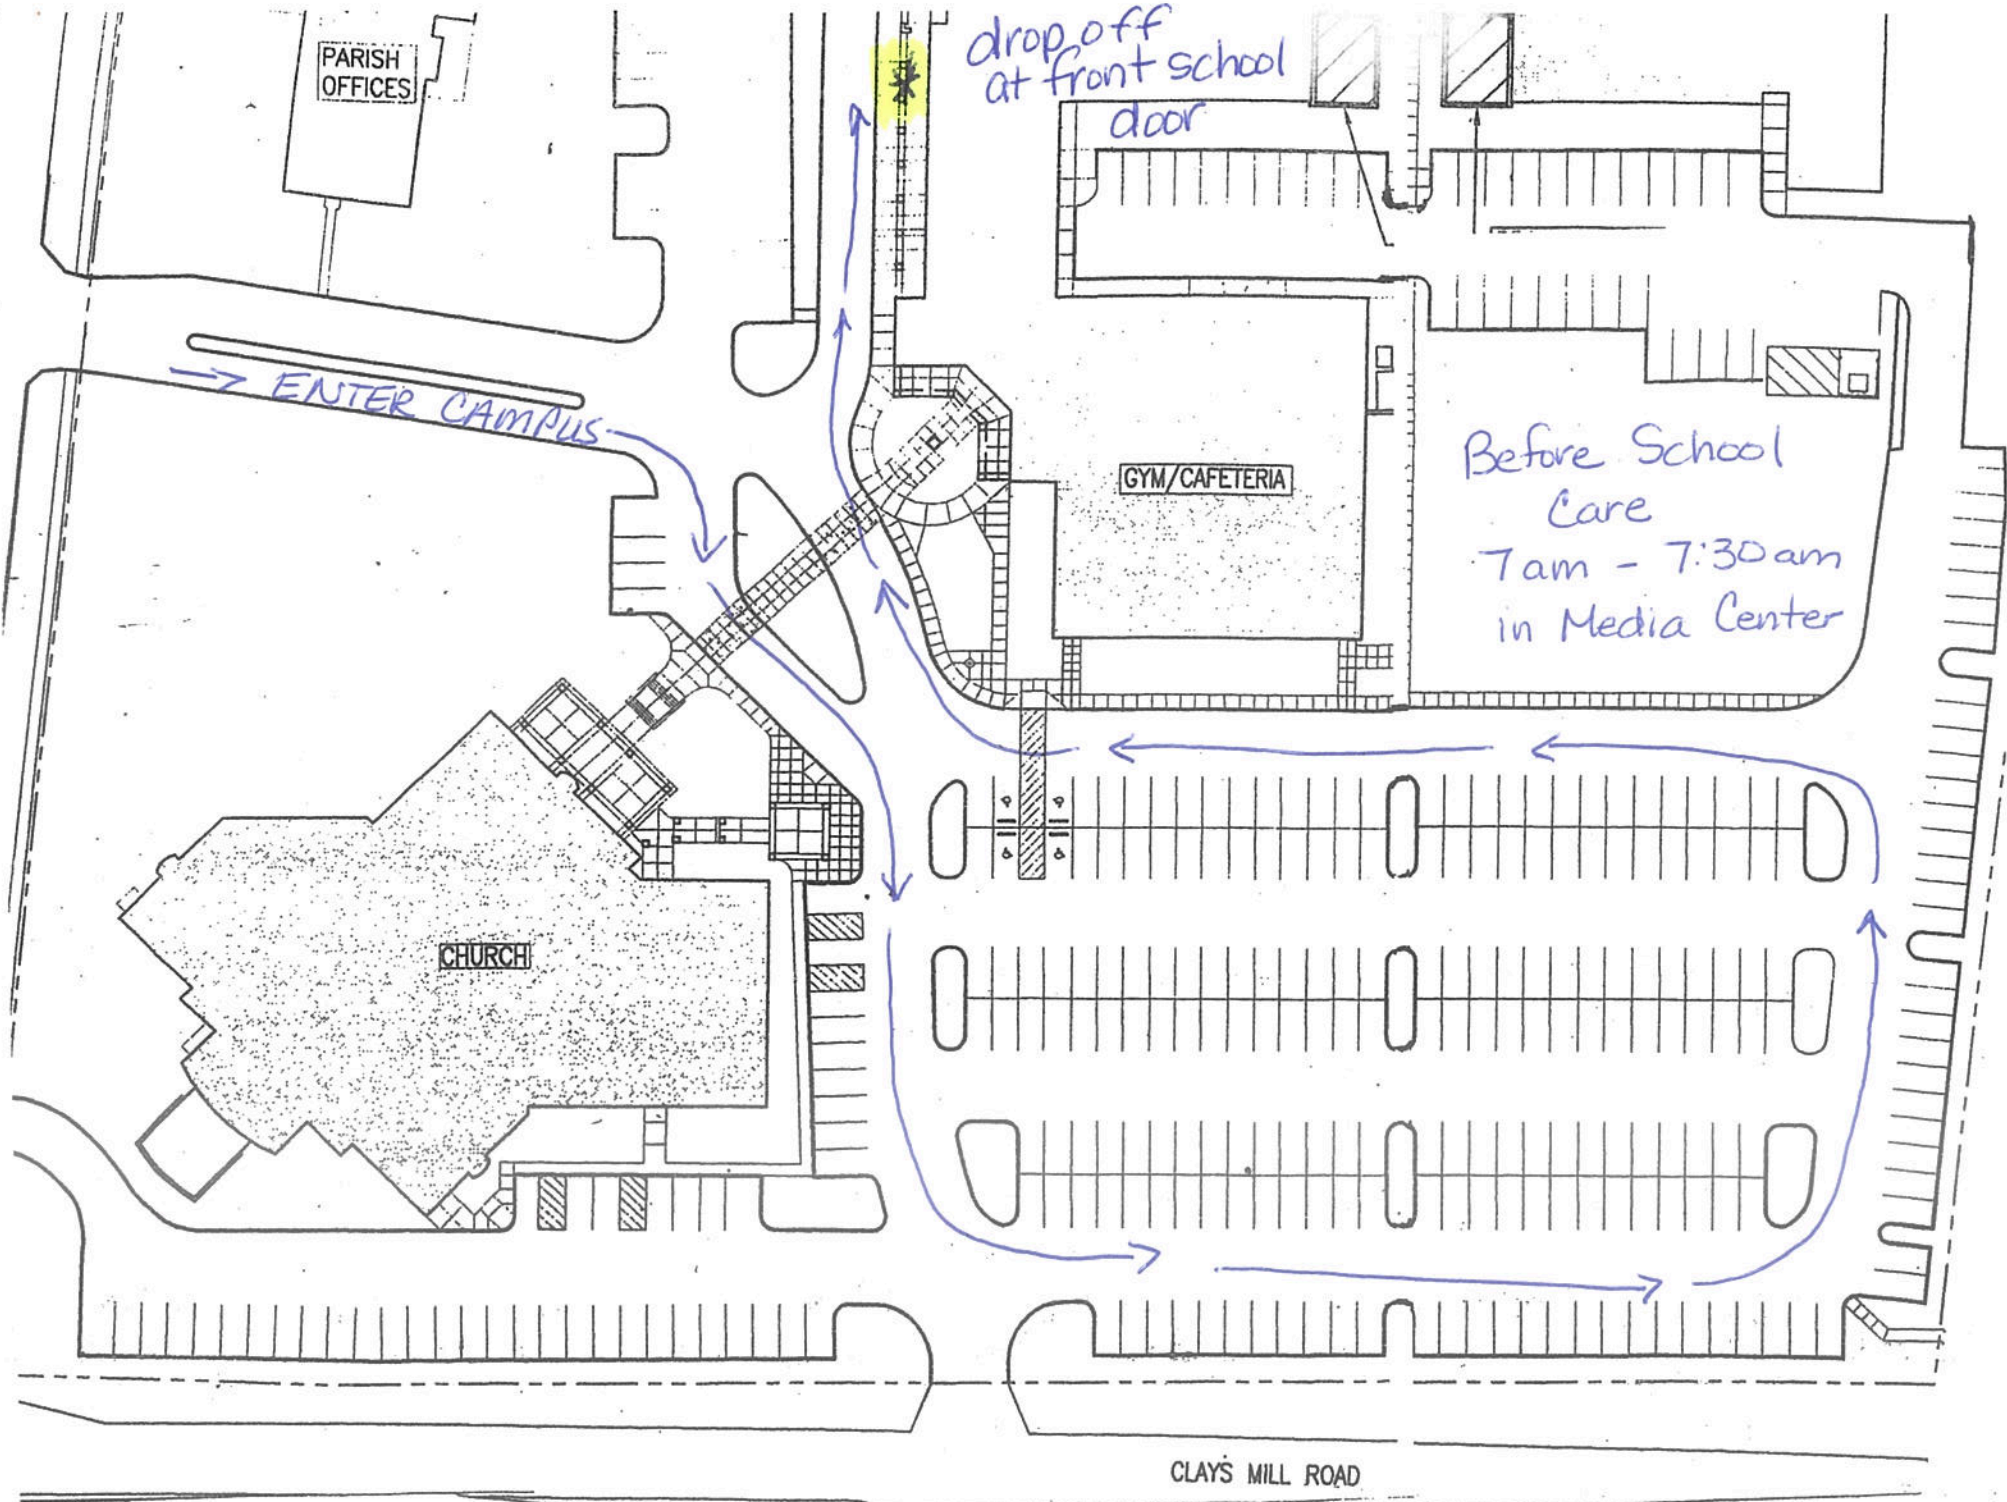 drop off
at front school
door
PARISH
OFFICES
ENTER CAMPUS
GYM/CAFETERIA
Before School
Care
7am - 7:30am
in Media Center
CHURCH
CLAYS MILL ROAD